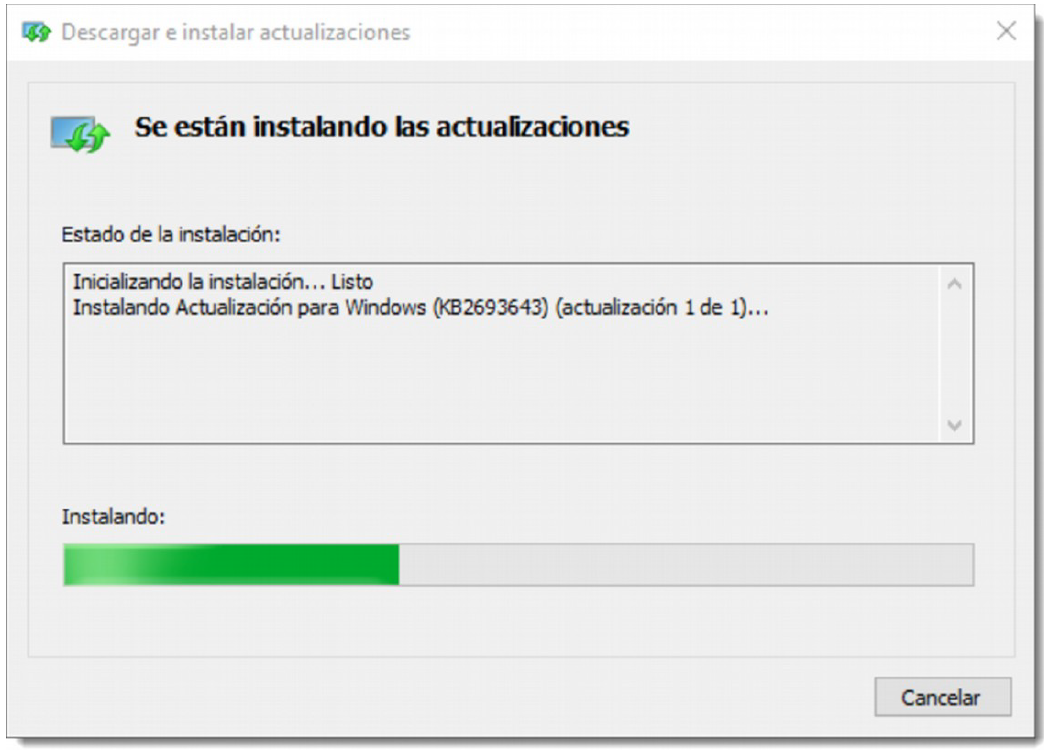 Descargar e instalar actualizaciones
Se están instalando las actualizaciones
Estado de la instalación:
Inicializando la instalación... Listo
Instalando Actualización para Windows (KB2693643) (actualización 1 de 1)...
Instalando:
Cancelar